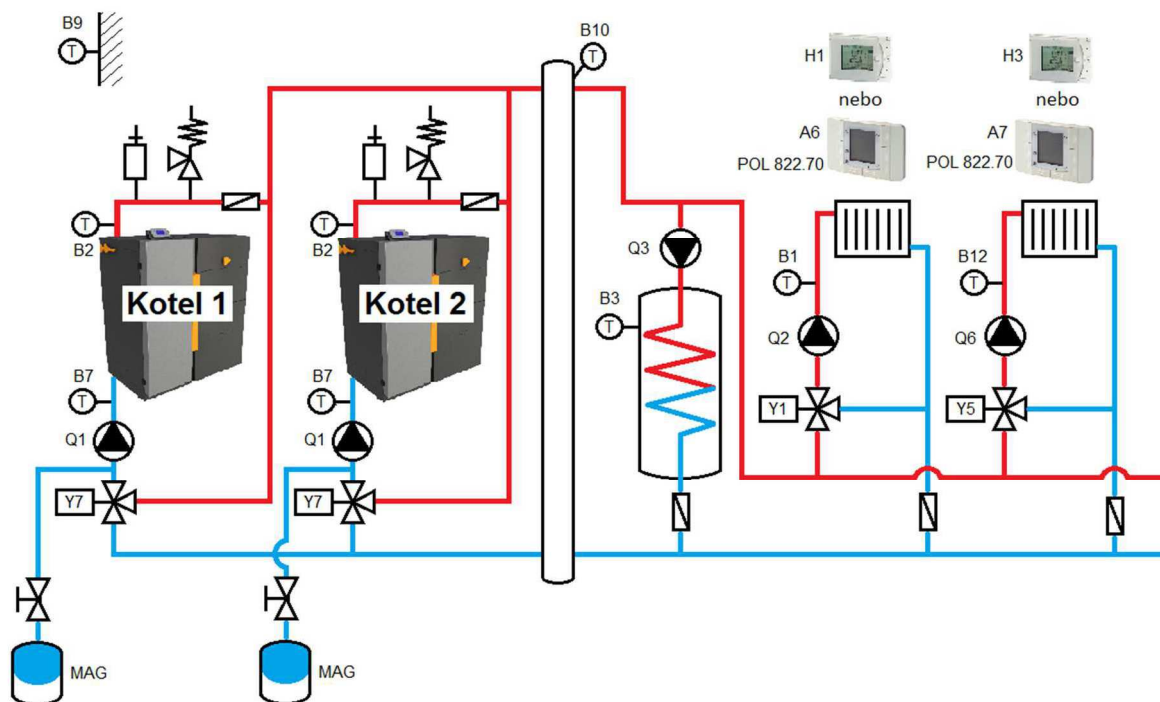 B9
B10
H1
H3
nebo
nebo
A6
A7
POL 822.70
POL 822.70
B2
B2
Kotel 1
Kotel 2
Q3
B3
B1
B12
T
T
T
T
T
T
T
Q2
Q6
B7
B7
T
T
Q1
Q1
Y1
Y5
Y7
Y7
MAG
MAG